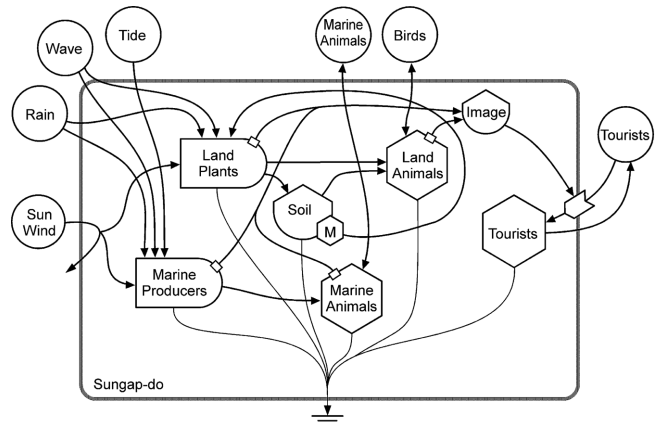 Marine
Animals
Birds
Tide
Wave
Rain
Image
Tourists
Land
Plants
Land
Animals
Soil
M
Sun
Wind
Tourists
Marine
Producers
Marine
Animals
Sungap-do